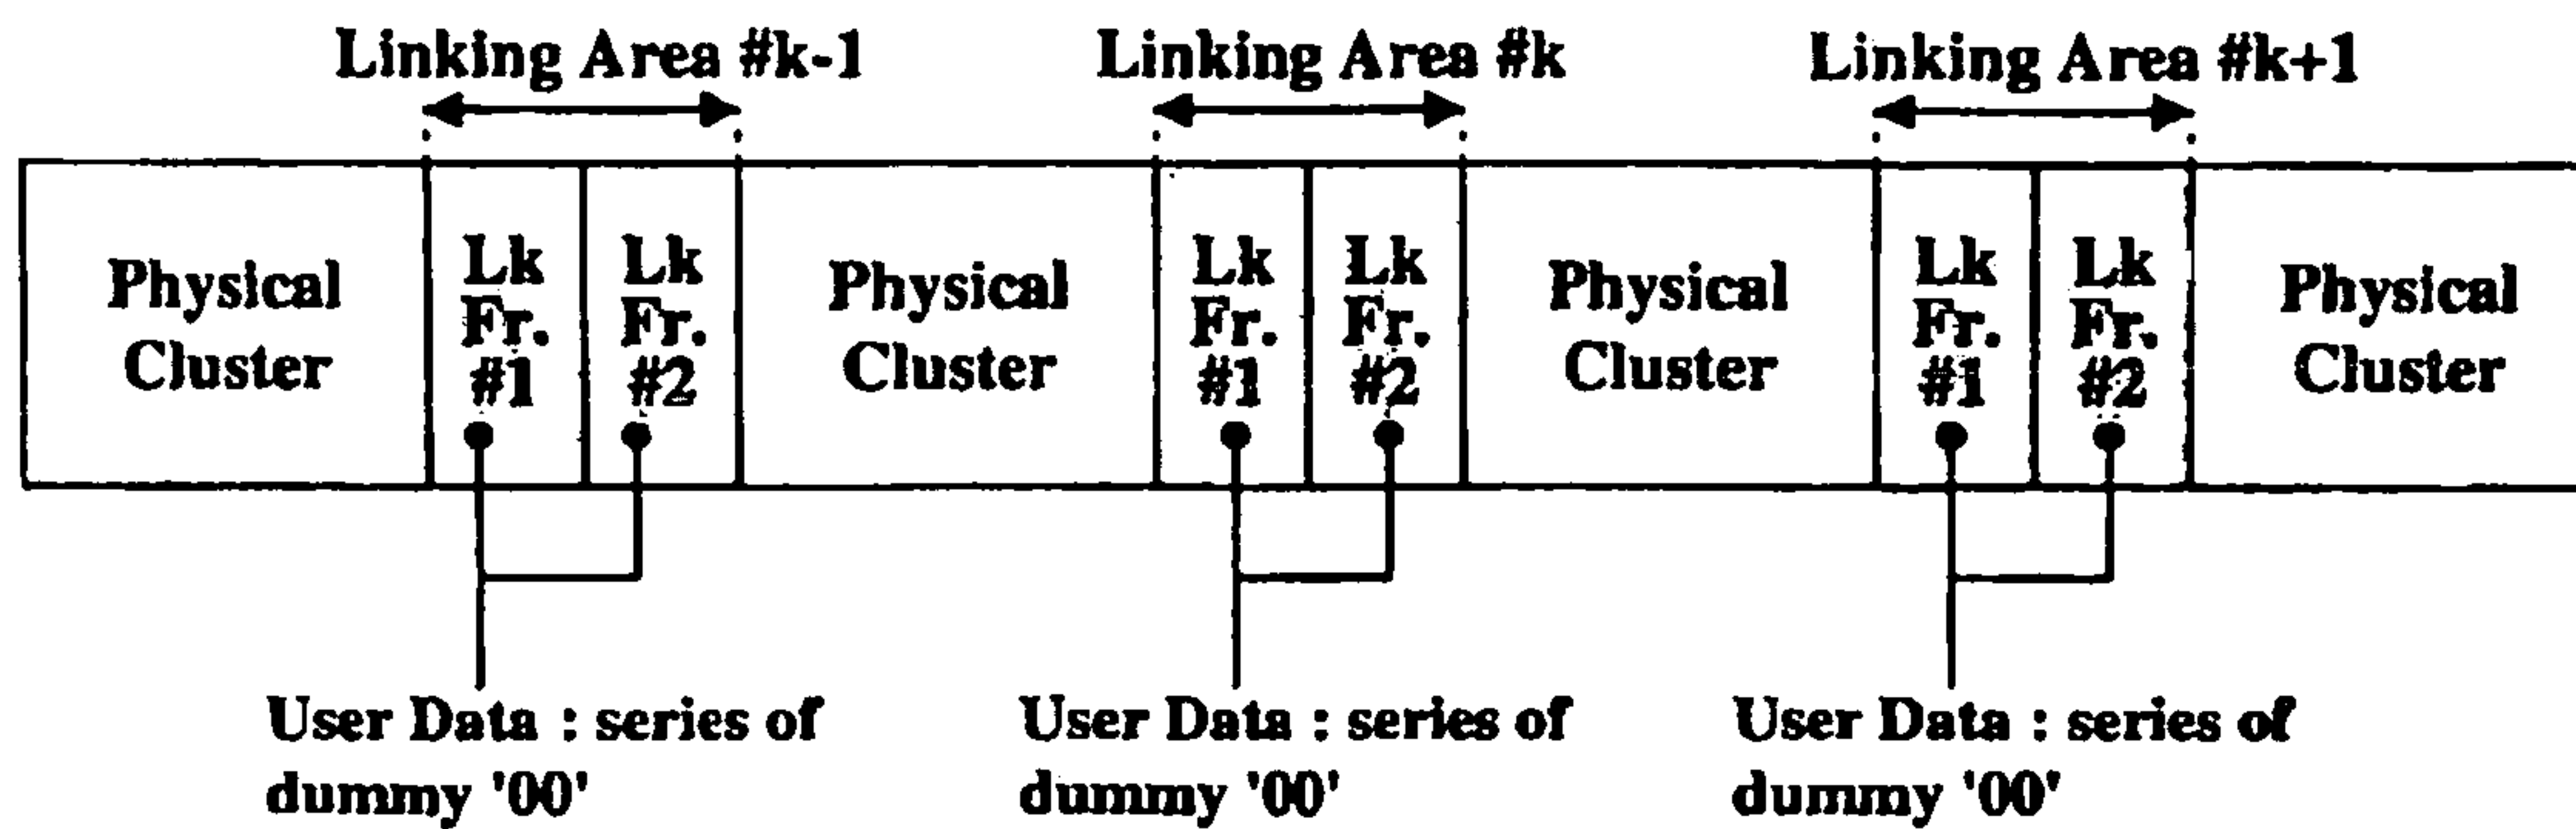 Linking Area #k-1
Linking Area #k
Linking Area #k+1
Physical
Cluster
Lk
Fr.
#1
Lk
Fr.
#2
Physical
Cluster
Lk
Fr.
#1
Lk
Fr.
#2
Physical
Cluster
Lk
Fr.
#1
Lk
Fr.
#2
Physical
Cluster
User Data : series of
dummy '00'
User Data : series of
dummy '00'
User Data : series of
dummy '00'